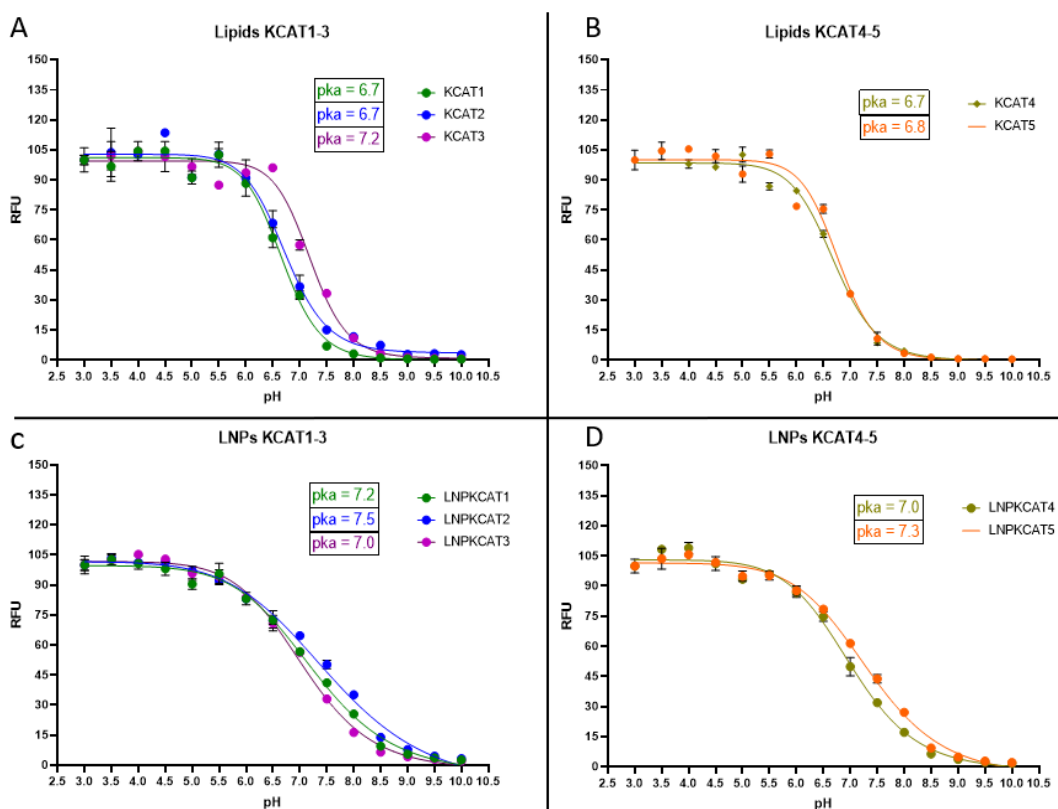 A
Lipids KCAT1-3
150
135
120
105
90
75
60
45
30
15
0
RFU
pka = 6.7
pka = 6.7
pka = 7.2
KCAT1
KCAT2
KCAT3
2.5 3.0 3.5 4.0 4.5 5.0 5.5 6.0 6.5 7.0 7.5 8.0 8.5 9.0 9.5 10.0 10.5
pH
B
Lipids KCAT4-5
150
135
120
105
90
75
60
45
30
15
0
RFU
pka = 6.7
pka = 6.8
KCAT4
KCAT5
2.5 3.0 3.5 4.0 4.5 5.0 5.5 6.0 6.5 7.0 7.5 8.0 8.5 9.0 9.5 10.0 10.5
pH
C
LNPs KCAT1-3
150
135
120
105
90
75
60
45
30
15
0
RFU
pka = 7.2
pka = 7.5
pka = 7.0
LNPKCAT1
LNPKCAT2
LNPKCAT3
2.5 3.0 3.5 4.0 4.5 5.0 5.5 6.0 6.5 7.0 7.5 8.0 8.5 9.0 9.5 10.0 10.5
pH
D
LNPs KCAT4-5
150
135
120
105
90
75
60
45
30
15
0
RFU
pka = 7.0
pka = 7.3
LNPKCAT4
LNPKCAT5
2.5 3.0 3.5 4.0 4.5 5.0 5.5 6.0 6.5 7.0 7.5 8.0 8.5 9.0 9.5 10.0 10.5
pH